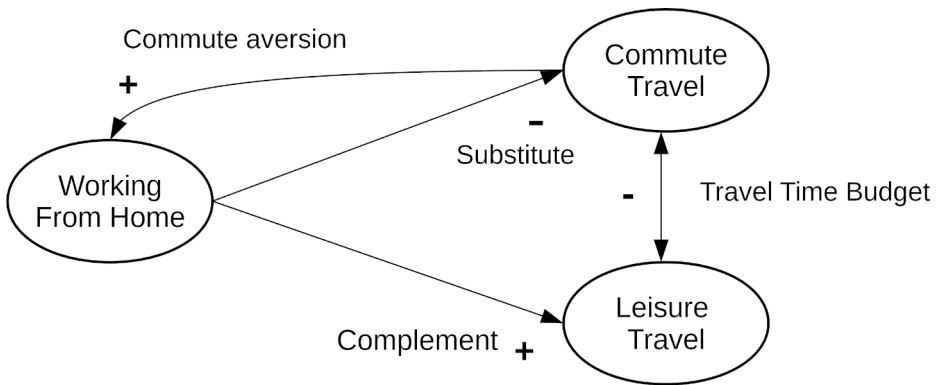 Commute aversion
+
Commute
Travel
-
Substitute
Working
From Home
-
Travel Time Budget
Leisure
Travel
Complement +